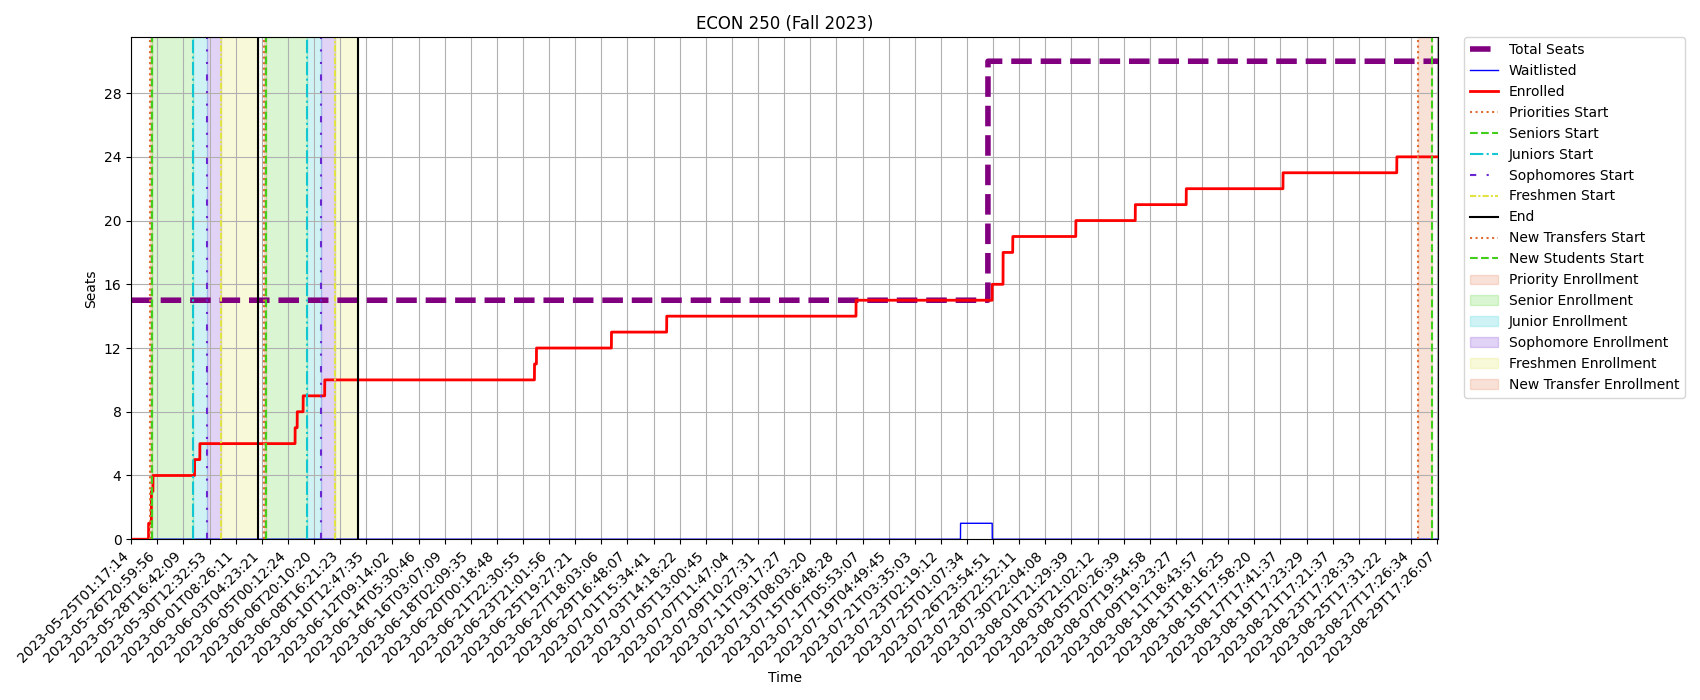 ECON 250 (Fall 2023)
Seats
28
24
20
16
12
8
4
0
2023-05-25T01:17:14
2023-05-26T20:59:56
2023-05-28T16:42:09
2023-05-30T12:32:53
2023-06-01T08:26:11
2023-06-03T04:23:21
2023-06-05T00:12:24
2023-06-06T20:10:20
2023-06-08T16:21:23
2023-06-10T12:47:35
2023-06-12T09:14:02
2023-06-14T05:30:46
2023-06-16T03:07:09
2023-06-18T02:09:35
2023-06-20T00:18:48
2023-06-21T22:30:55
2023-06-23T21:01:56
2023-06-25T19:27:21
2023-06-27T18:03:06
2023-06-29T16:48:07
2023-07-01T15:34:41
2023-07-03T14:18:22
2023-07-05T13:00:45
2023-07-07T11:47:04
2023-07-09T10:27:31
2023-07-11T09:17:27
2023-07-13T08:03:20
2023-07-15T06:48:28
2023-07-17T05:53:07
2023-07-19T04:49:45
2023-07-21T03:35:03
2023-07-23T02:19:12
2023-07-25T01:07:34
2023-07-26T23:54:51
2023-07-28T22:52:11
2023-07-30T22:04:08
2023-08-01T21:29:39
2023-08-03T21:02:12
2023-08-05T20:26:39
2023-08-07T19:54:58
2023-08-09T19:23:27
2023-08-11T18:43:57
2023-08-13T18:16:25
2023-08-15T17:58:20
2023-08-17T17:41:37
2023-08-19T17:23:29
2023-08-21T17:21:37
2023-08-23T17:28:33
2023-08-25T17:31:22
2023-08-27T17:26:34
2023-08-29T17:26:07
Time
Total Seats
Waitlisted
Enrolled
Priorities Start
Seniors Start
Juniors Start
Sophomores Start
Freshmen Start
End
New Transfers Start
New Students Start
Priority Enrollment
Senior Enrollment
Junior Enrollment
Sophomore Enrollment
Freshmen Enrollment
New Transfer Enrollment